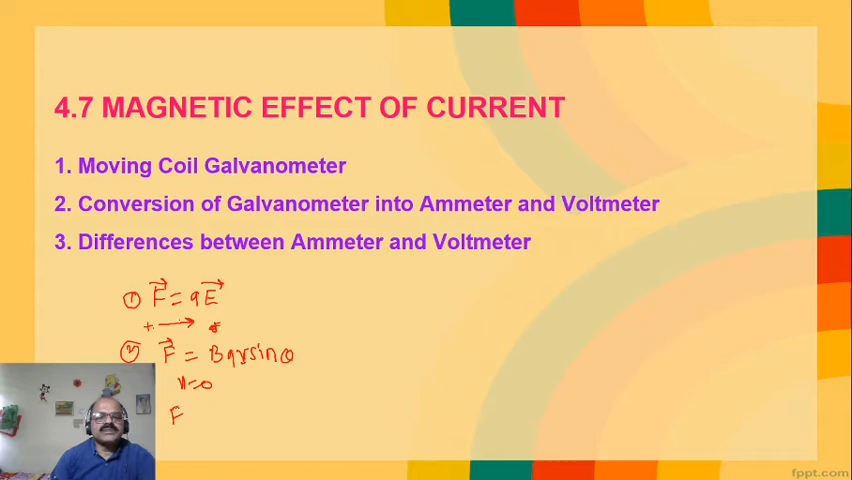 4.7 MAGNETIC EFFECT OF CURRENT
1. Moving Coil Galvanometer
2. Conversion of Galvanometer into Ammeter and Voltmeter
3. Differences between Ammeter and Voltmeter
① F⃗ = qE⃗
+ →
② F⃗ = Bqvsinθ
v=0
F
fppt.com